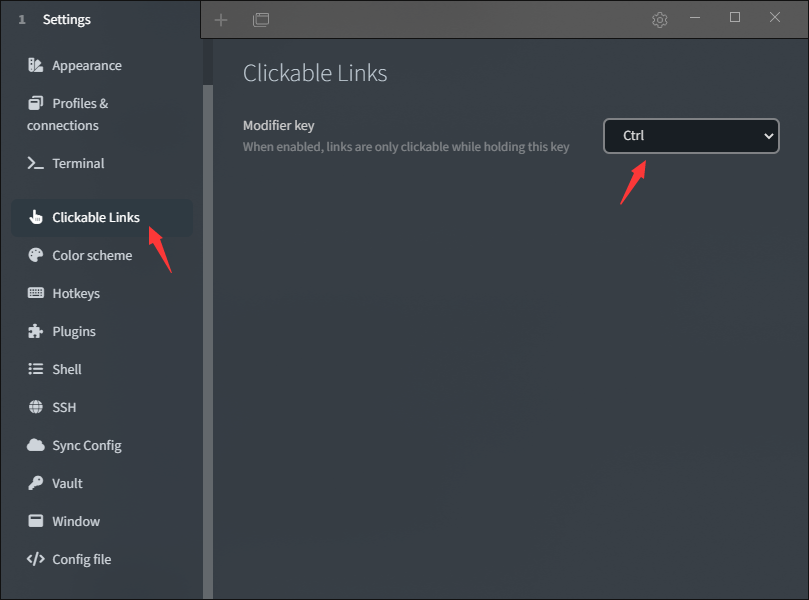 1 Settings
Appearance
Profiles &
connections
Terminal
Clickable Links
Color scheme
Hotkeys
Plugins
Shell
SSH
Sync Config
Vault
Window
Config file
Clickable Links
Modifier key
When enabled, links are only clickable while holding this key
Ctrl